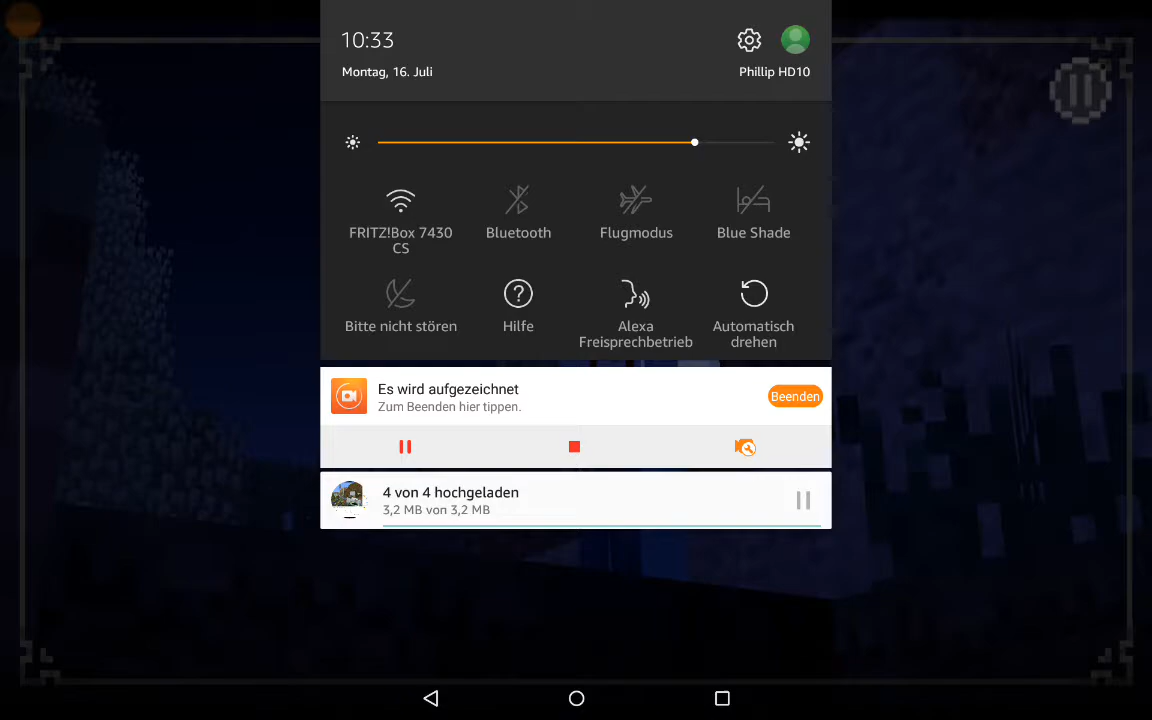 10:33
Montag, 16. Juli
Phillip HD10
FRITZ!Box 7430
CS
Bluetooth
Flugmodus
Blue Shade
Bitte nicht stören
Hilfe
Alexa
Freisprechbetrieb
Automatisch
drehen
Es wird aufgezeichnet
Zum Beenden hier tippen.
Beenden
4 von 4 hochgeladen
3,2 MB von 3,2 MB